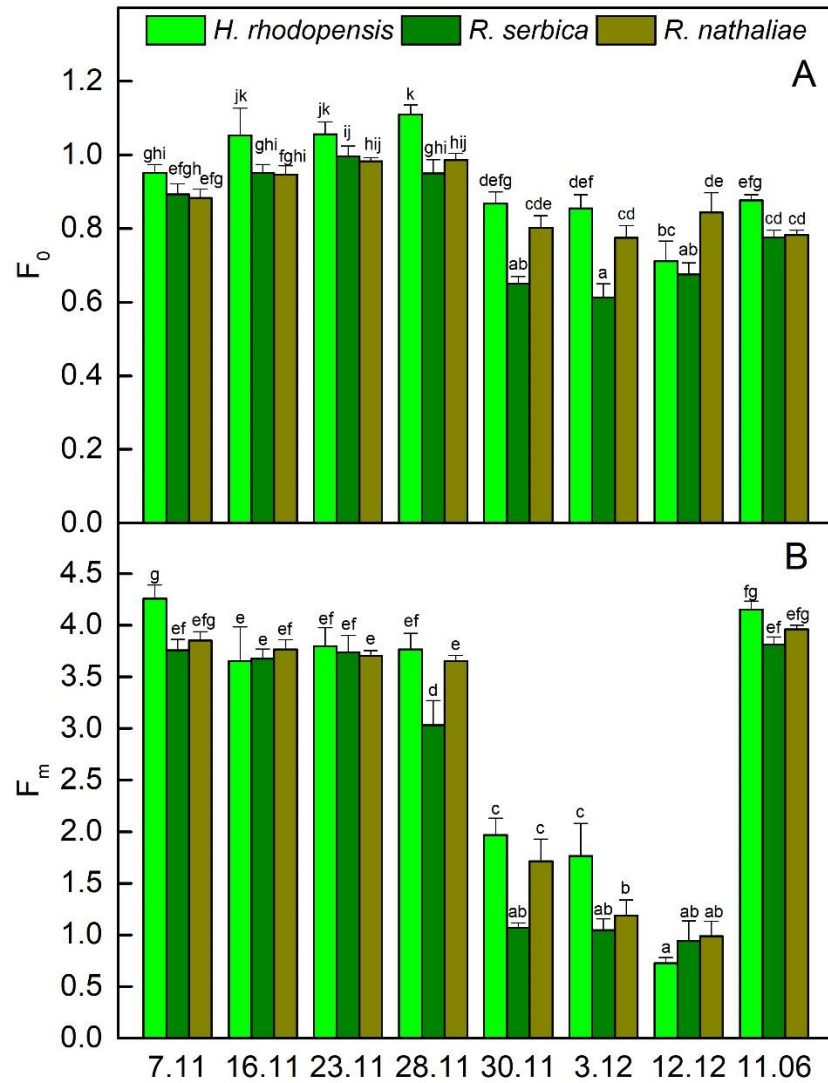 H. rhodopensis R. serbica R. nathaliae
A
1.2
1.0
0.8
0.6
0.4
0.2
0.0
F0
ghi efgh efg jk ghi fghi jk ij hij k ghi hij defg ab cde def a cd bc ab de efg cd cd
B
4.5
4.0
3.5
3.0
2.5
2.0
1.5
1.0
0.5
0.0
Fm
g ef efg e e ef ef ef e ef d e c ab c c ab b a ab ab fg ef efg
7.11 16.11 23.11 28.11 30.11 3.12 12.12 11.06